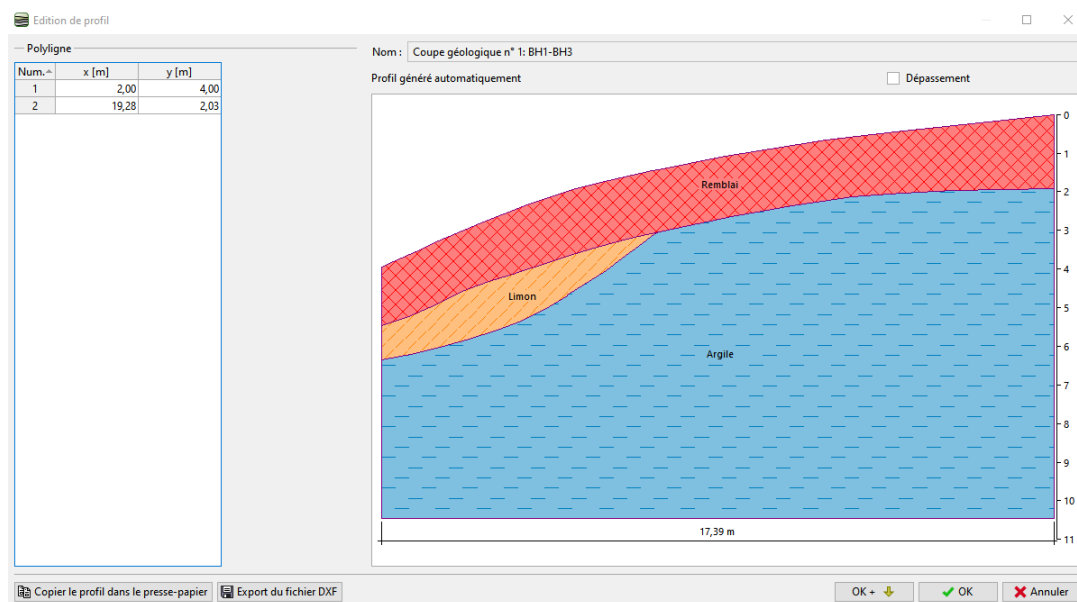 Edition de profil
Polyligne
Num. x [m] y [m]
1 2,00 4,00
2 19,28 2,03
Nom : Coupe géologique n° 1: BH1-BH3
Profil généré automatiquement
Dépassement
Remblai
Limon
Argile
0
1
2
3
4
5
6
7
8
9
10
11
17,39 m
Copier le profil dans le presse-papier
Export du fichier DXF
OK +
OK
Annuler